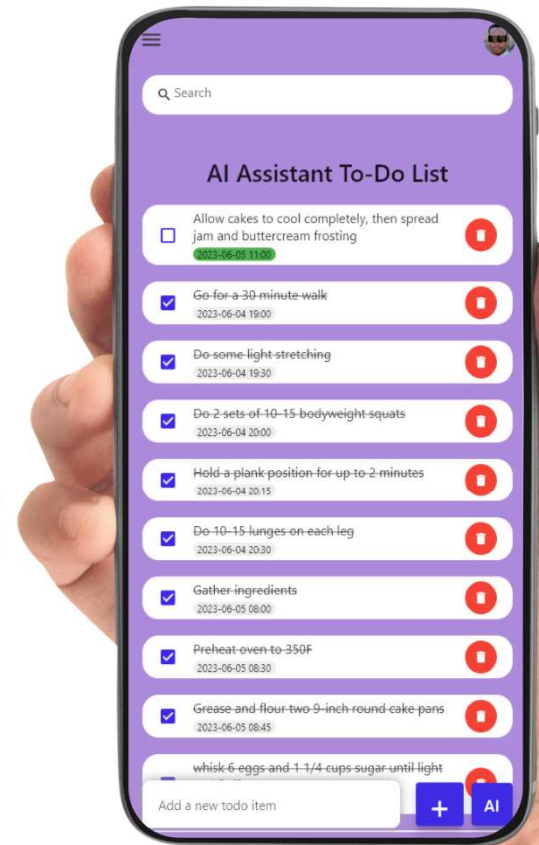 Search
AI Assistant To-Do List
Allow cakes to cool completely, then spread
jam and buttercream frosting
2023-06-05 11:00
Go for a 30 minute walk
2023-06-04 19:00
Do some light stretching
2023-06-04 19:30
Do 2 sets of 10-15 bodyweight squats
2023-06-04 20:00
Hold a plank position for up to 2 minutes
2023-06-04 20:15
Do 10-15 lunges on each leg
2023-06-04 20:30
Gather ingredients
2023-06-05 08:00
Preheat oven to 350F
2023-06-05 08:30
Grease and flour two 9-inch round cake pans
2023-06-05 08:45
whisk 6 eggs and 1 1/4 cups sugar until light
Add a new todo item
+
AI